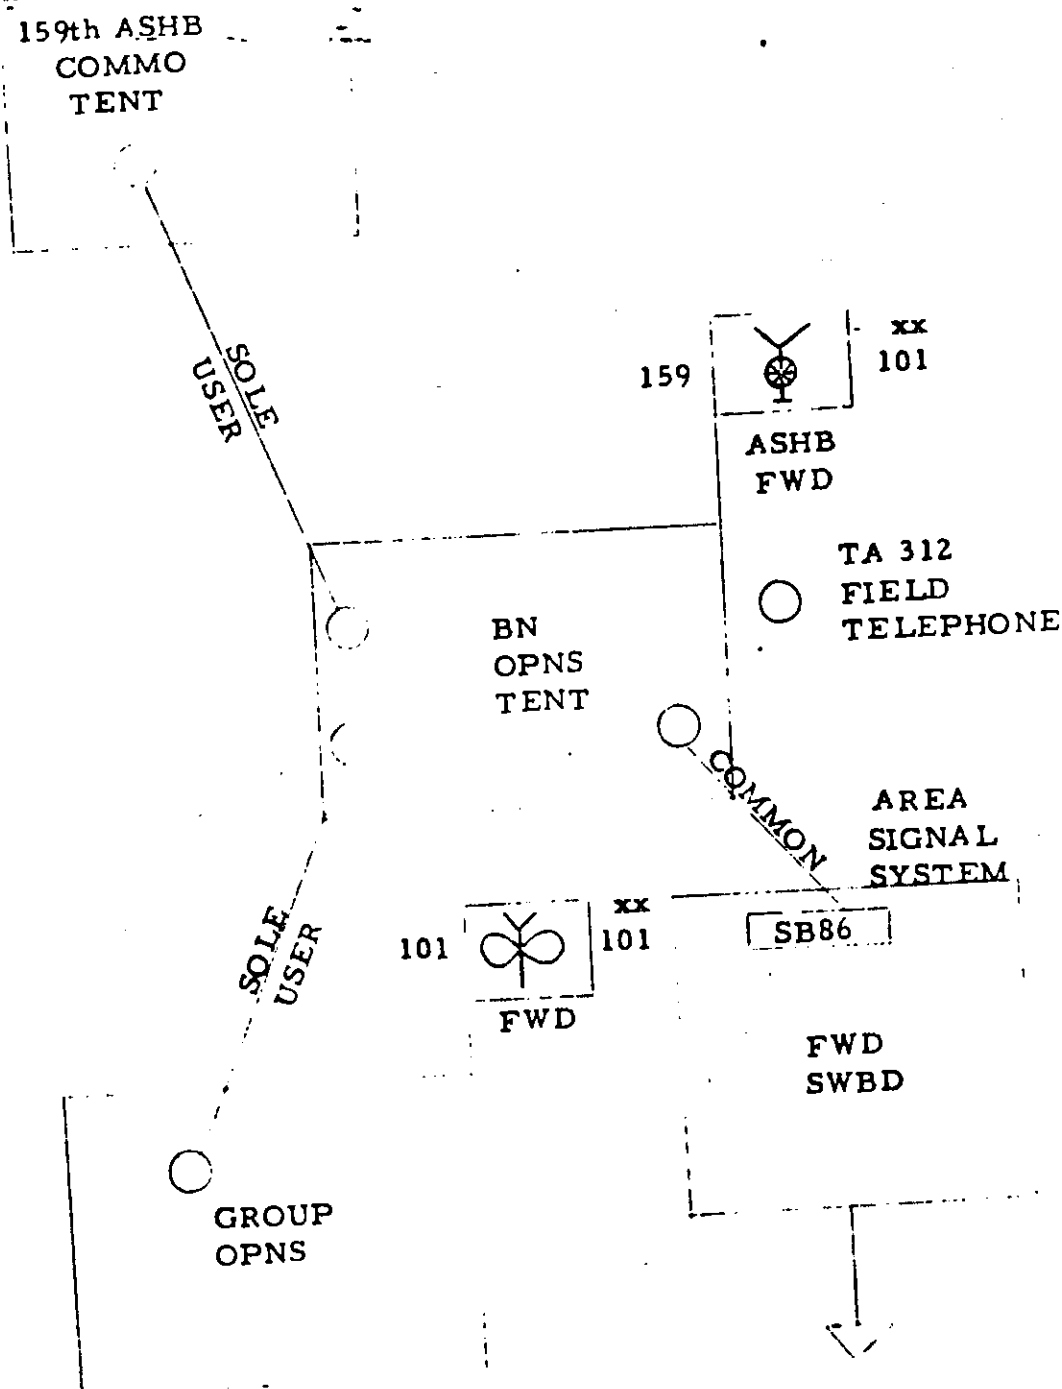 159th ASHB
COMMO
TENT
SOLE
USER
159
xx
101
ASHB
FWD
TA 312
FIELD
TELEPHONE
BN
OPNS
TENT
COMMON
AREA
SIGNAL
SYSTEM
SOLE
USER
101
xx
101
FWD
SB86
FWD
SWBD
GROUP
OPNS